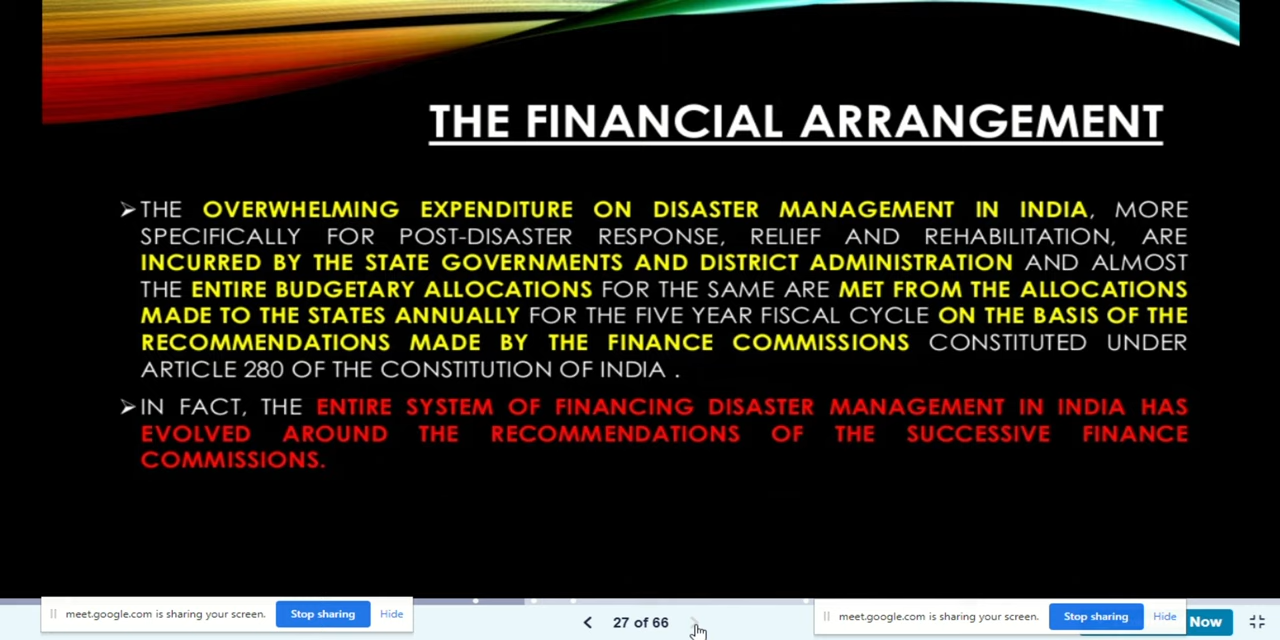 THE FINANCIAL ARRANGEMENT
THE OVERWHELMING EXPENDITURE ON DISASTER MANAGEMENT IN INDIA, MORE
SPECIFICALLY FOR POST-DISASTER RESPONSE, RELIEF AND REHABILITATION, ARE
INCURRED BY THE STATE GOVERNMENTS AND DISTRICT ADMINISTRATION AND ALMOST
THE ENTIRE BUDGETARY ALLOCATIONS FOR THE SAME ARE MET FROM THE ALLOCATIONS
MADE TO THE STATES ANNUALLY FOR THE FIVE YEAR FISCAL CYCLE ON THE BASIS OF THE
RECOMMENDATIONS MADE BY THE FINANCE COMMISSIONS CONSTITUTED UNDER
ARTICLE 280 OF THE CONSTITUTION OF INDIA .
IN FACT, THE ENTIRE SYSTEM OF FINANCING DISASTER MANAGEMENT IN INDIA HAS
EVOLVED AROUND THE RECOMMENDATIONS OF THE SUCCESSIVE FINANCE
COMMISSIONS.
meet.google.com is sharing your screen. Stop sharing Hide
27 of 66
meet.google.com is sharing your screen. Stop sharing Hide
Now